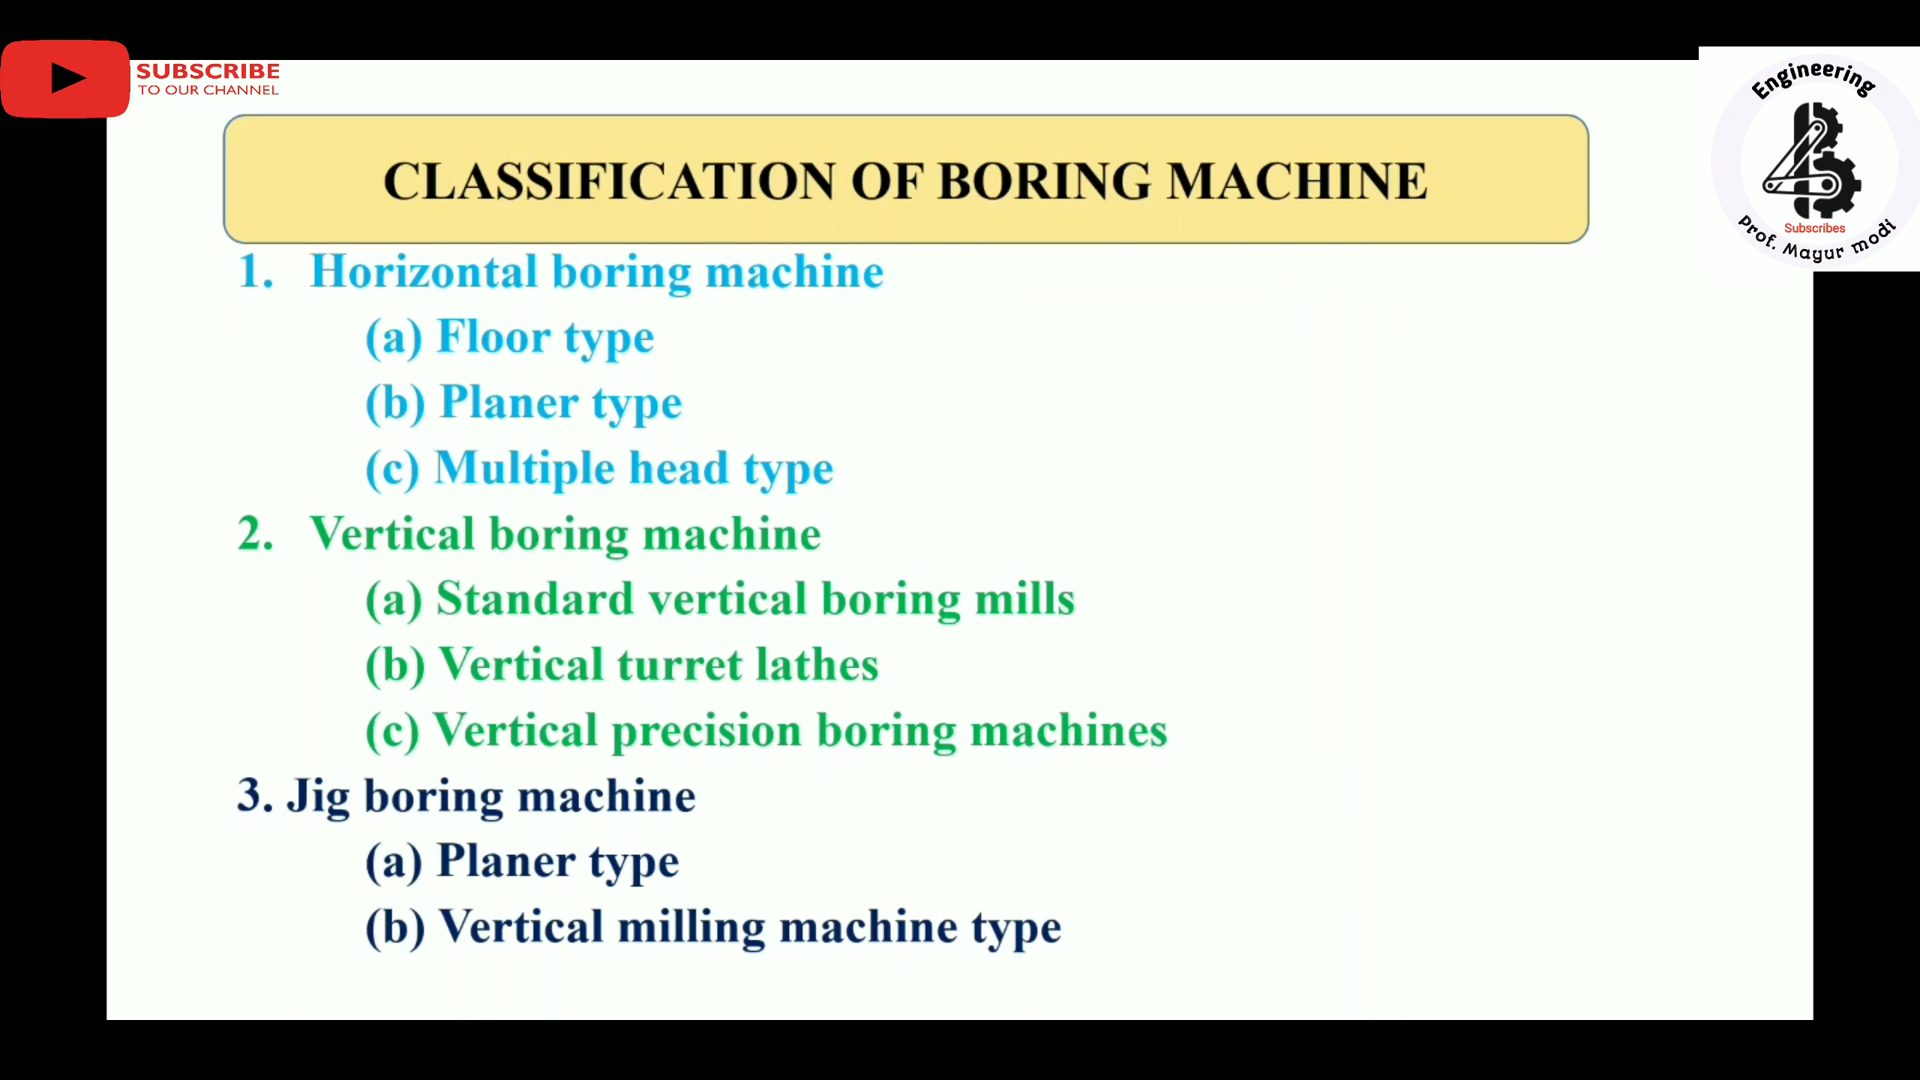 SUBSCRIBE
TO OUR CHANNEL
Engineering
Subscribes
Prof. Mayur modi
CLASSIFICATION OF BORING MACHINE
1. Horizontal boring machine
(a) Floor type
(b) Planer type
(c) Multiple head type
2. Vertical boring machine
(a) Standard vertical boring mills
(b) Vertical turret lathes
(c) Vertical precision boring machines
3. Jig boring machine
(a) Planer type
(b) Vertical milling machine type